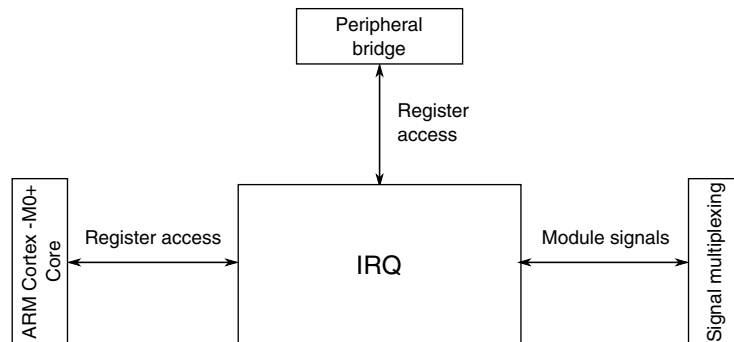 Peripheral
bridge
Register
access
ARM Cortex -M0+
Core
Register access
IRQ
Module signals
Signal multiplexing